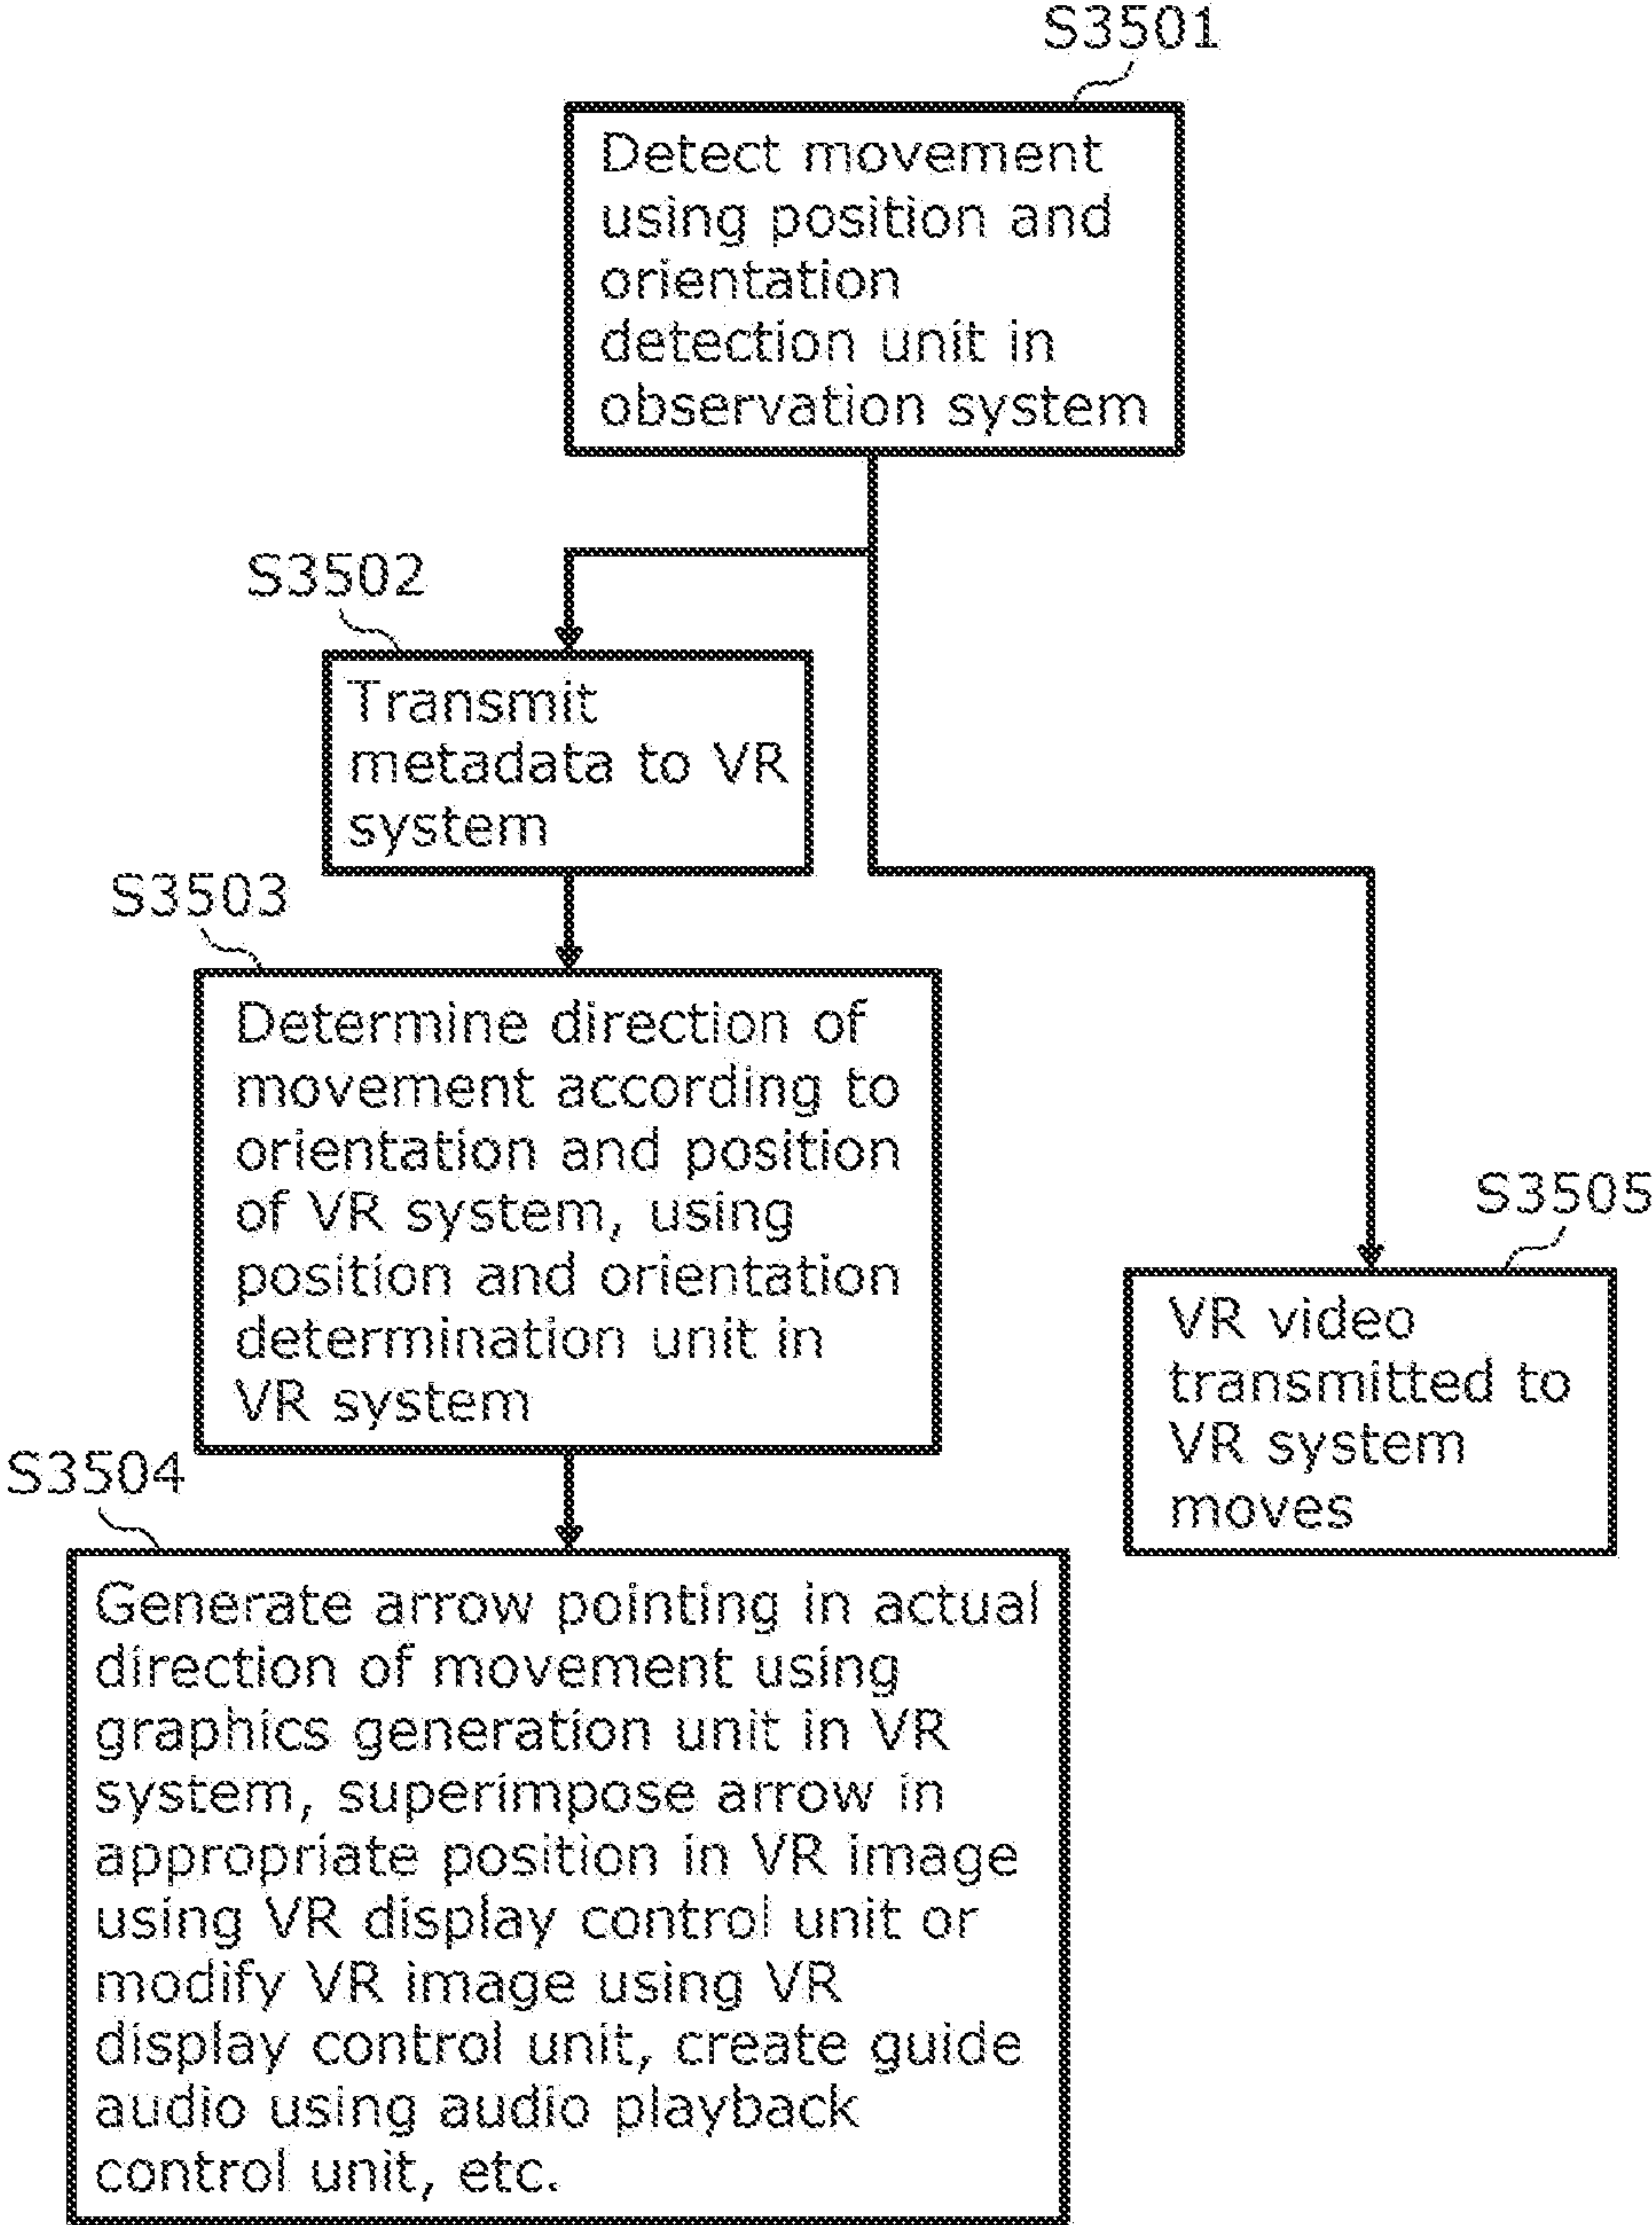 S3501
Detect movement
using position and
orientation
detection unit in
observation system
S3502
Transmit
metadata to VR
system
S3503
Determine direction of
movement according to
orientation and position
of VR system, using
position and orientation
determination unit in
VR system
S3505
VR video
transmitted to
VR system
moves
S3504
Generate arrow pointing in actual
direction of movement using
graphics generation unit in VR
system, superimpose arrow in
appropriate position in VR image
using VR display control unit or
modify VR image using VR
display control unit, create guide
audio using audio playback
control unit, etc.